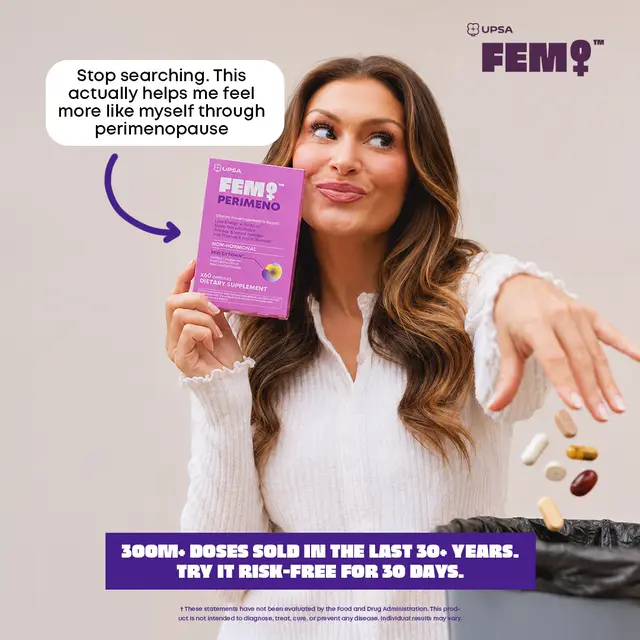 UPSA
FEM
TM
Stop searching. This
actually helps me feel
more like myself through
perimenopause
UPSA
FEM
TM
PERIMENO
NON-HORMONAL
X60 CAPSULES
DIETARY SUPPLEMENT
300M+ DOSES SOLD IN THE LAST 30+ YEARS.
TRY IT RISK-FREE FOR 30 DAYS.
† These statements have not been evaluated by the Food and Drug Administration. This prod-
uct is not intended to diagnose, treat, cure, or prevent any disease. Individual results may vary.